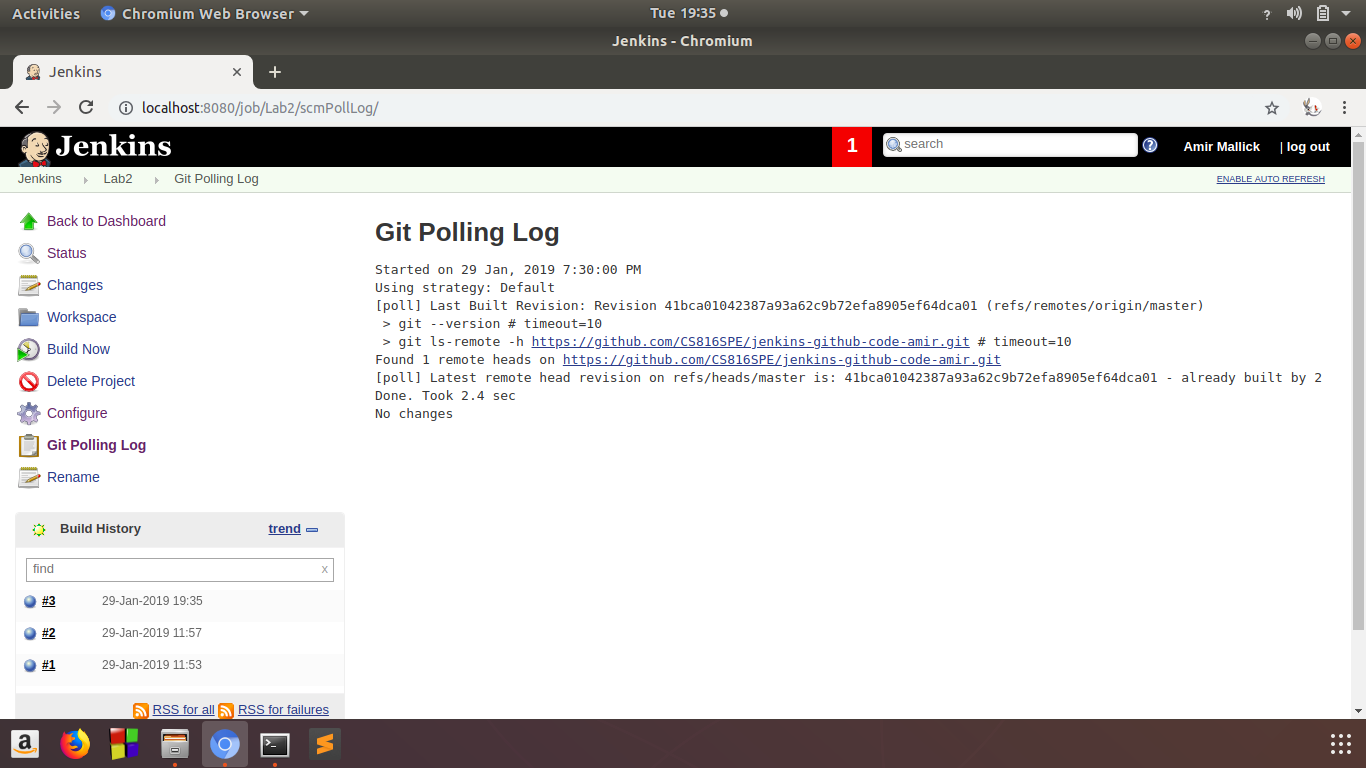 Activities Chromium Web Browser Tue 19:35 ?
Jenkins - Chromium
Jenkins
localhost:8080/job/Lab2/scmPollLog/
Jenkins 1 search ? Amir Mallick | log out
Jenkins Lab2 Git Polling Log ENABLE AUTO REFRESH
Back to Dashboard
Status
Changes
Workspace
Build Now
Delete Project
Configure
Git Polling Log
Rename
Build History trend
find x
#3 29-Jan-2019 19:35
#2 29-Jan-2019 11:57
#1 29-Jan-2019 11:53
RSS for all RSS for failures
Git Polling Log
Started on 29 Jan, 2019 7:30:00 PM
Using strategy: Default
[poll] Last Built Revision: Revision 41bca01042387a93a62c9b72efa8905ef64dca01 (refs/remotes/origin/master)
> git --version # timeout=10
> git ls-remote -h https://github.com/CS816SPE/jenkins-github-code-amir.git # timeout=10
Found 1 remote heads on https://github.com/CS816SPE/jenkins-github-code-amir.git
[poll] Latest remote head revision on refs/heads/master is: 41bca01042387a93a62c9b72efa8905ef64dca01 - already built by 2
Done. Took 2.4 sec
No changes